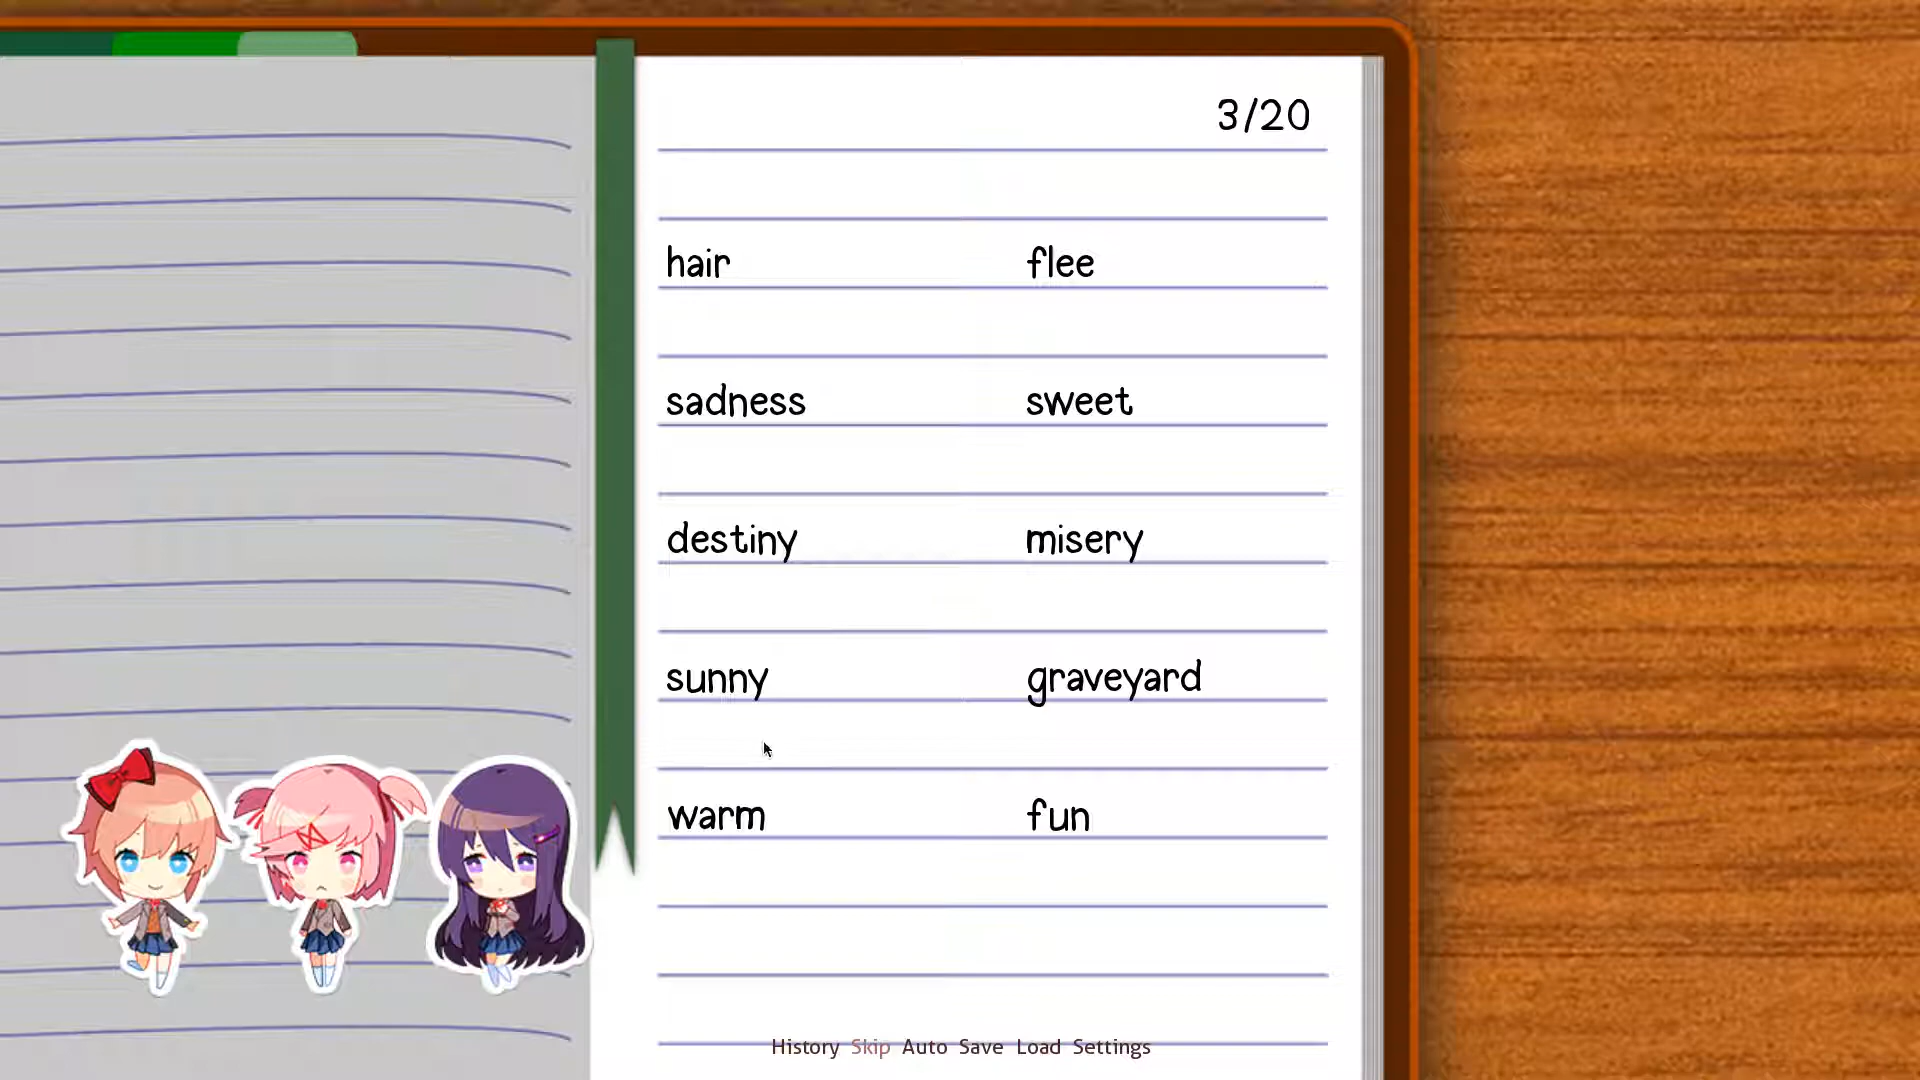 3/20
hair flee
sadness sweet
destiny misery
sunny graveyard
warm fun
History Skip Auto Save Load Settings